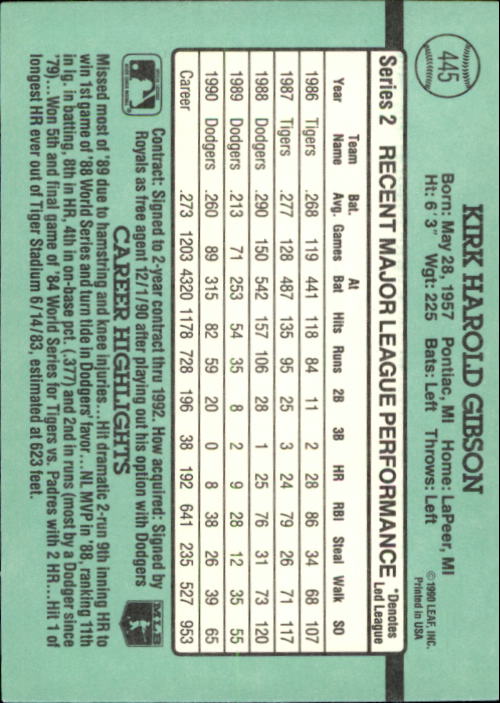 445
KIRK HAROLD GIBSON
© 1990 LEAF, INC.
Printed in USA
Born: May 28, 1957 Pontiac, MI Home: LaPeer, MI
Ht: 6' 3" Wgt: 225 Bats: Left Throws: Left
Series 2 RECENT MAJOR LEAGUE PERFORMANCE *Denotes Led League
Year Team Name Bat. Avg. Games At Bat Hits Runs 2B 3B HR RBI Steal Walk SO
1986 Tigers .268 119 441 118 84 11 2 28 86 34 68 107
1987 Tigers .277 128 487 135 95 25 3 24 79 26 71 117
1988 Dodgers .290 150 542 157 106 28 1 25 76 31 73 120
1989 Dodgers .213 71 253 54 35 8 2 9 28 12 35 55
1990 Dodgers .260 89 315 82 59 20 0 8 38 26 39 65
Career .273 1203 4320 1178 728 196 38 192 641 235 527 953
Contract: Signed to 2-year contract thru 1992. How acquired: Signed by
Royals as free agent 12/1/90 after playing out his option with Dodgers
MLB
CAREER HIGHLIGHTS
Missed most of '89 due to hamstring and knee injuries...Hit dramatic 2-run 9th inning HR to
win 1st game of '88 World Series and turn tide in Dodgers' favor...NL MVP in '88, ranking 11th
in lg. in batting, 8th in HR, 4th in on-base pct. (.377) and 2nd in runs (most by a Dodger since
'79)...Won 5th and final game of '84 World Series for Tigers vs. Padres with 2 HR...Hit 1 of
longest HR ever out of Tiger Stadium 6/14/83, estimated at 523 feet.